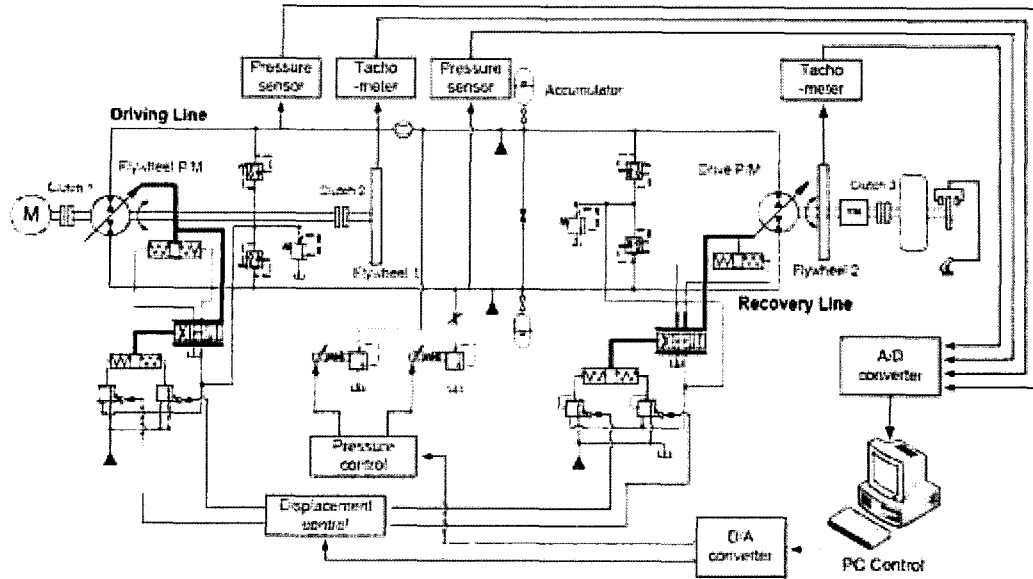 Pressure
sensor
Tacho
-meter
Pressure
sensor
Accumulator
Tacho
-meter
Driving Line
Flywheel P/M
Clutch 1
M
Clutch 2
Flywheel 1
Drive P/M
Clutch 3
Flywheel 2
Recovery Line
A/D
converter
Pressure
control
Displacement
control
D/A
converter
PC Control